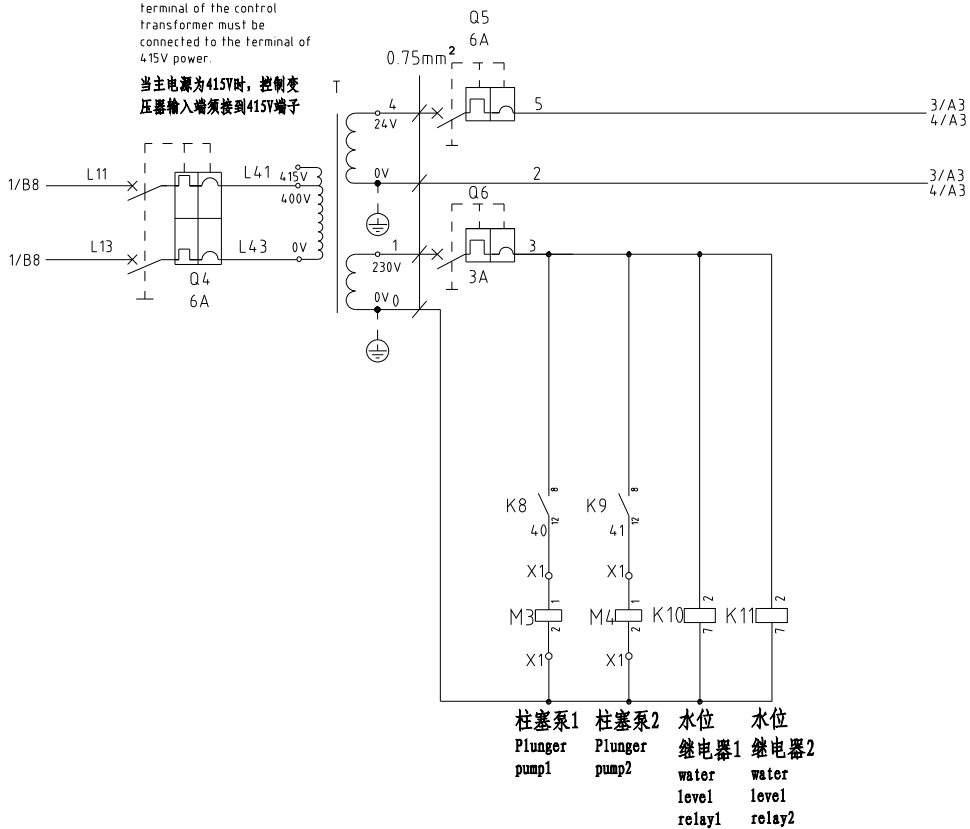 terminal of the control
transformer must be
connected to the terminal of
415V power.
当主电源为415V时，控制变
压器输入端须接到415V端子
Q5
6A
0.75mm²
T
4
24V
5
3/A3
4/A3
0V
2
3/A3
4/A3
1/B8
L11
L41
415V
400V
1/B8
L13
L43
0V
Q4
6A
Q6
3A
1
230V
3
0V
0
K8
8
12
40
X1
M3
1
2
X1
K9
8
12
41
X1
M4
1
2
X1
K10
2
7
K11
2
7
柱塞泵1
Plunger
pump1
柱塞泵2
Plunger
pump2
水位
继电器1
water
level
relay1
水位
继电器2
water
level
relay2